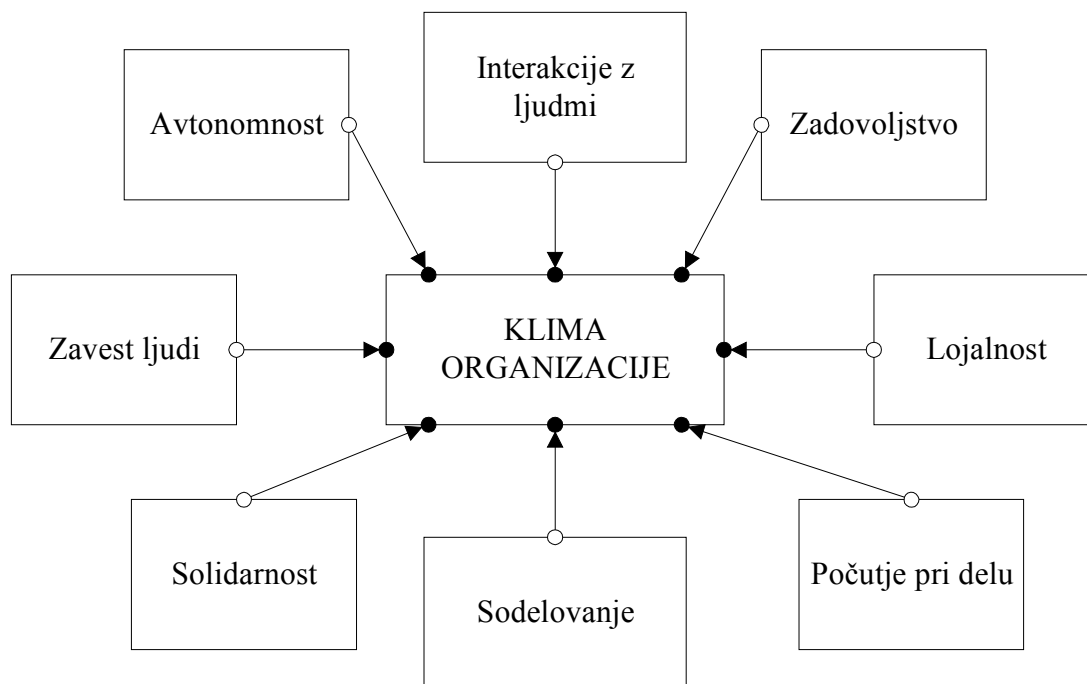 Avtonomnost
Interakcije z
ljudmi
Zadovoljstvo
Zavest ljudi
KLIMA
ORGANIZACIJE
Lojalnost
Solidarnost
Sodelovanje
Počutje pri delu